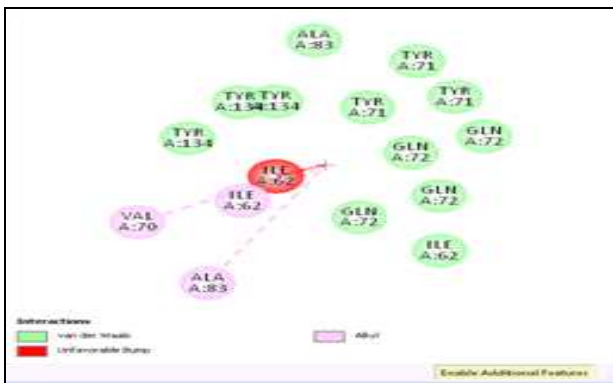 ALA
A:83
TYR
A:71
TYR
A:71
TYR
A:134
TYR
A:134
TYR
A:71
GLN
A:72
TYR
A:134
GLN
A:72
ILE
A:62
GLN
A:72
ILE
A:62
VAL
A:70
GLN
A:72
ILE
A:62
ALA
A:83
Interactions
van der Waals
Unfavorable Bump
Alkyl
Enable Additional Features